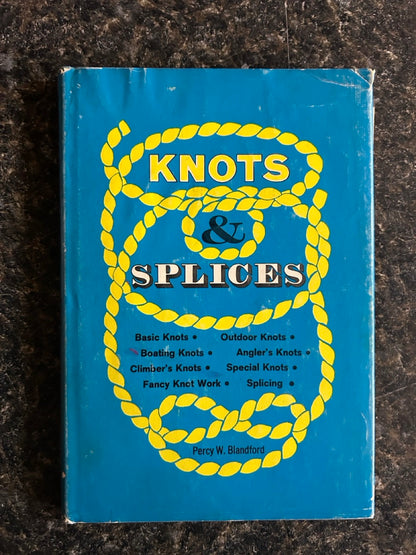 KNOTS
&
SPLICES
Basic Knots • Outdoor Knots •
Boating Knots • Angler's Knots •
Climber's Knots • Special Knots •
Fancy Knot Work • Splicing •
Percy W. Blandford